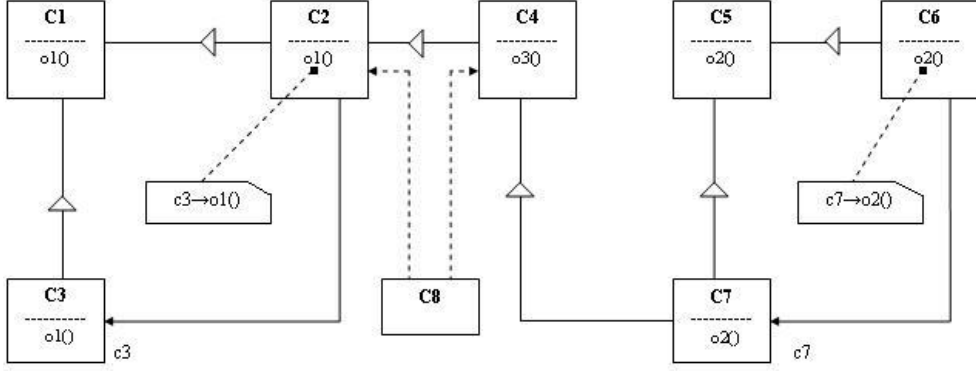 C1
o1()
C2
o1()
C4
o3()
C5
o2()
C6
o2()
c3→o1()
c7→o2()
C3
o1()
c3
C8
C7
o2()
c7